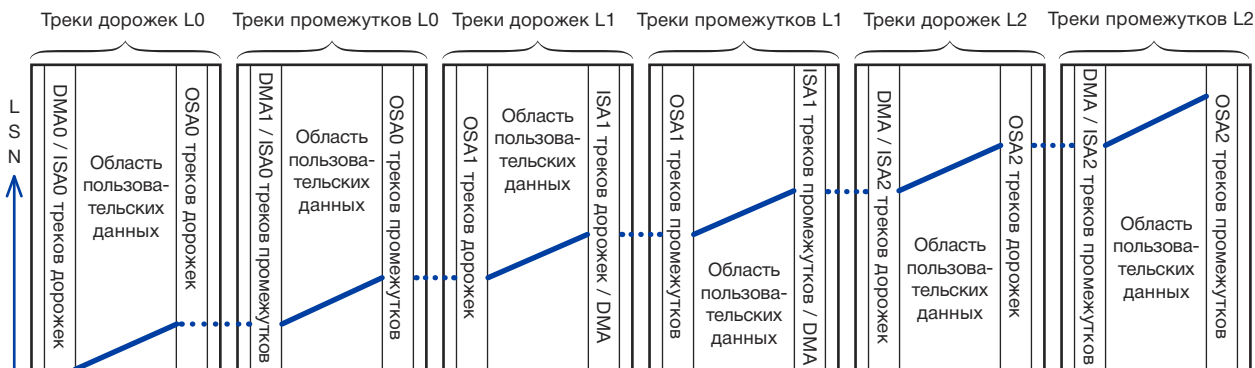 Треки дорожек L0
Треки промежутков L0
Треки дорожек L1
Треки промежутков L1
Треки дорожек L2
Треки промежутков L2
L
S
N
DMA0 / ISA0 треков дорожек
Область
пользова-
тельских
данных
OSA0 треков дорожек
DMA1 / ISA0 треков промежутков
Область
пользова-
тельских
данных
OSA0 треков промежутков
OSA1 треков дорожек
Область
пользова-
тельских
данных
ISA1 треков дорожек / DMA
OSA1 треков промежутков
Область
пользова-
тельских
данных
ISA1 треков промежутков / DMA
DMA / ISA2 треков дорожек
Область
пользова-
тельских
данных
OSA2 треков дорожек
DMA / ISA2 треков промежутков
Область
пользова-
тельских
данных
OSA2 треков промежутков